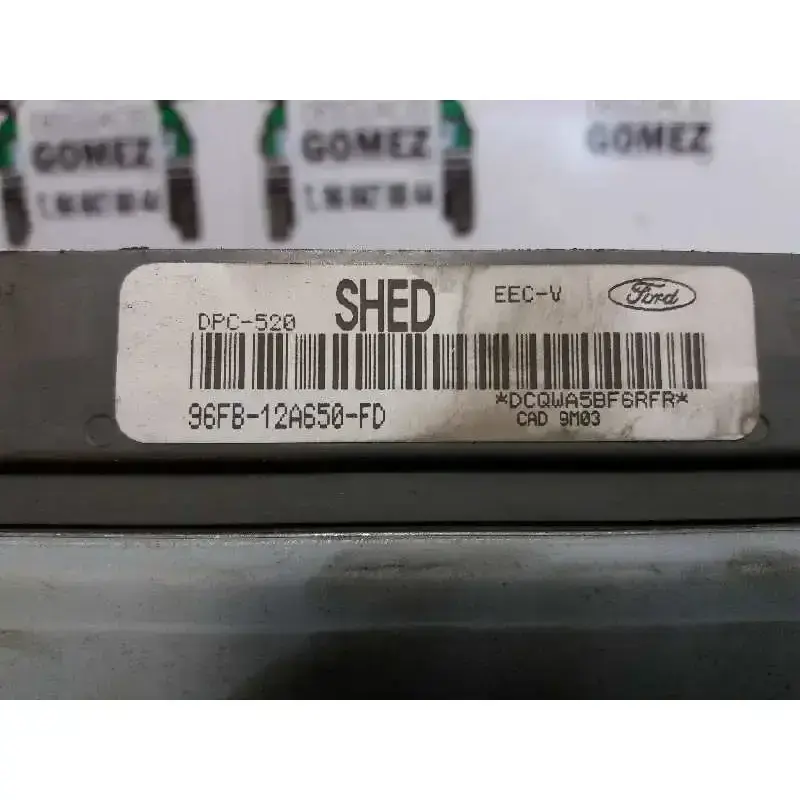 GOMEZ GOMEZ GOMEZ
DPC-520 SHED EEC-V Ford
96FB-12A650-FD *DCQWA5BF6RFR*
CAD 9M03